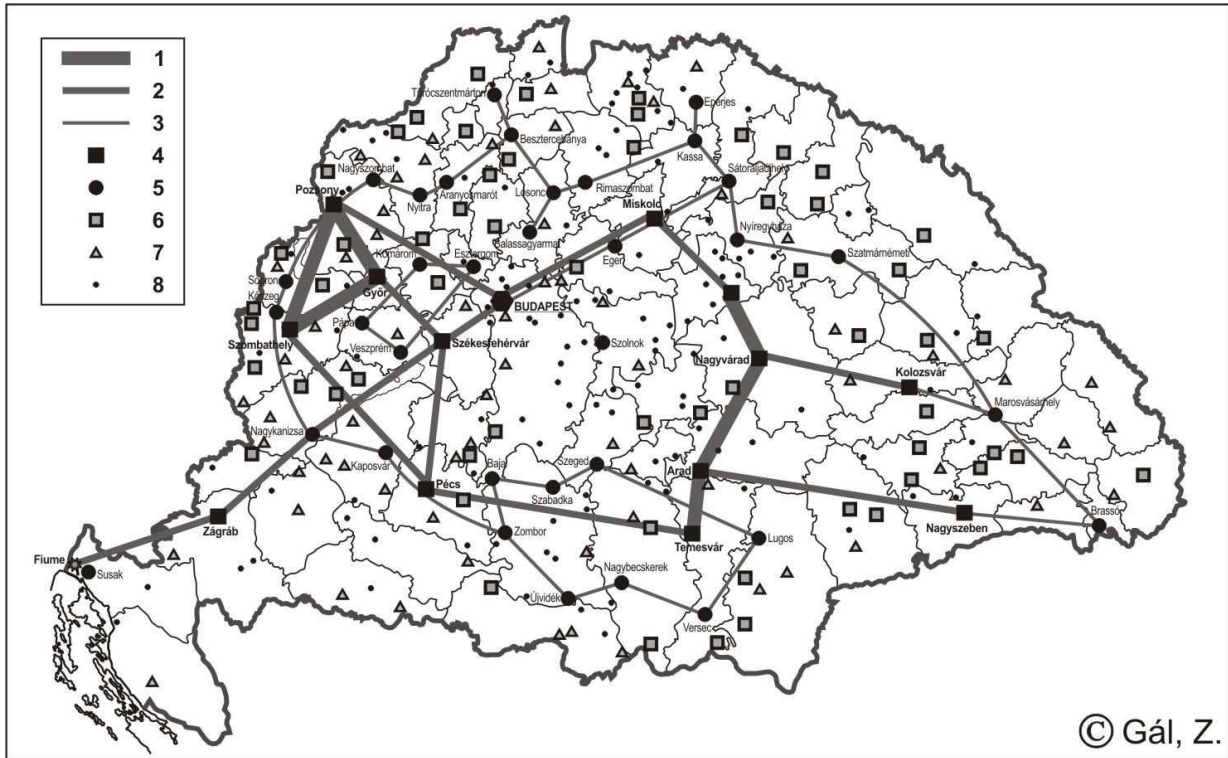 1
2
3
4
5
6
7
8
Turócszentmárton
Eperjes
Besztercebánya
Kassa
Nagyszombat
Sátoraljaújhely
Pozsony
Nyitra
Aranyosmarót
Losonc
Rimaszombat
Miskolc
Balassagyarmat
Nyíregyháza
Szatmárnémeti
Komárom
Esztergom
Eger
Sopron
Kőszeg
Győr
BUDAPEST
Pápa
Szombathely
Veszprém
Székesfehérvár
Szolnok
Nagyvárad
Kolozsvár
Marosvásárhely
Nagykanizsa
Kaposvár
Baja
Szeged
Arad
Pécs
Szabadka
Zágráb
Zombor
Temesvár
Lugos
Nagyszeben
Brassó
Fiume
Susak
Nagybecskerek
Újvidék
Versec
© Gál, Z.